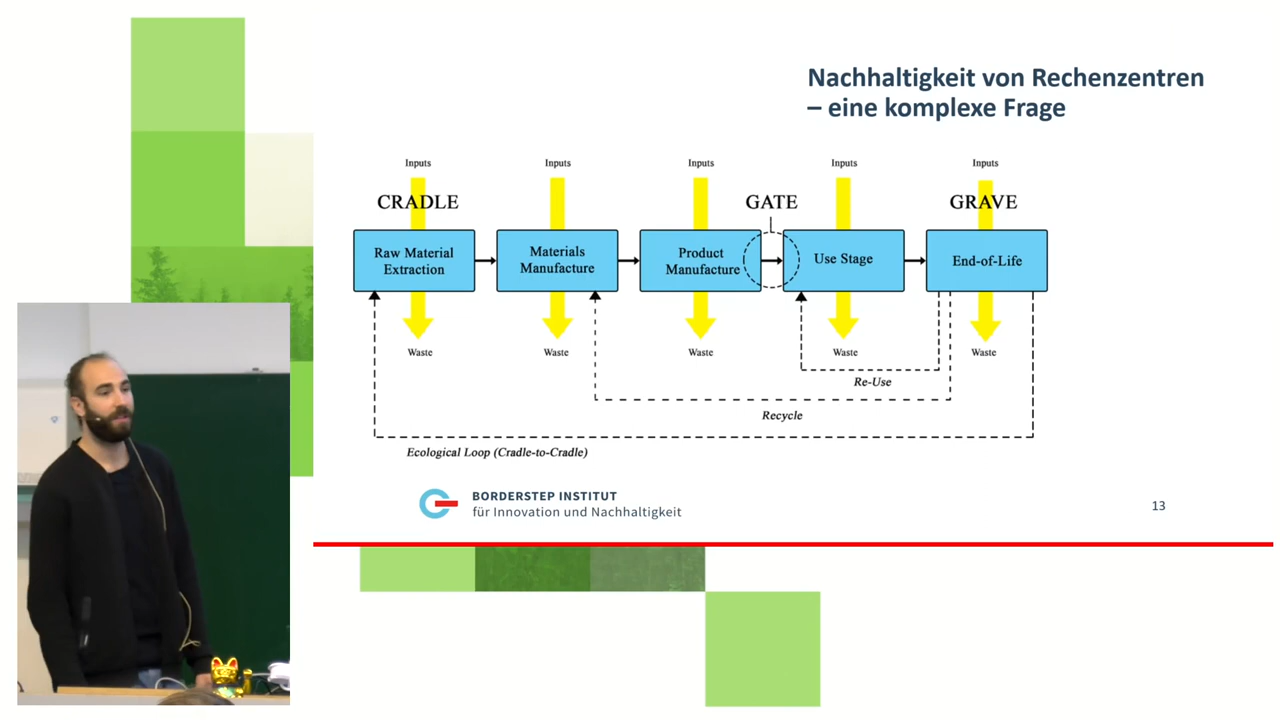 Nachhaltigkeit von Rechenzentren
– eine komplexe Frage
Inputs
Inputs
Inputs
Inputs
Inputs
CRADLE
GATE
GRAVE
Raw Material
Extraction
Materials
Manufacture
Product
Manufacture
Use Stage
End-of-Life
Waste
Waste
Waste
Waste
Waste
Re-Use
Recycle
Ecological Loop (Cradle-to-Cradle)
BORDERSTEP INSTITUT
für Innovation und Nachhaltigkeit
13